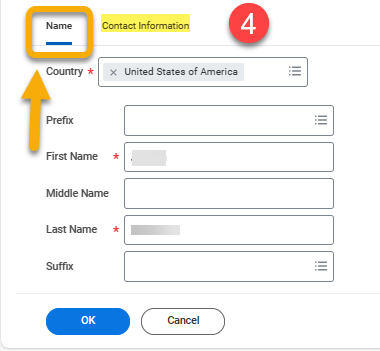 Name Contact Information 4
Country * × United States of America
Prefix
First Name *
Middle Name
Last Name *
Suffix
OK Cancel